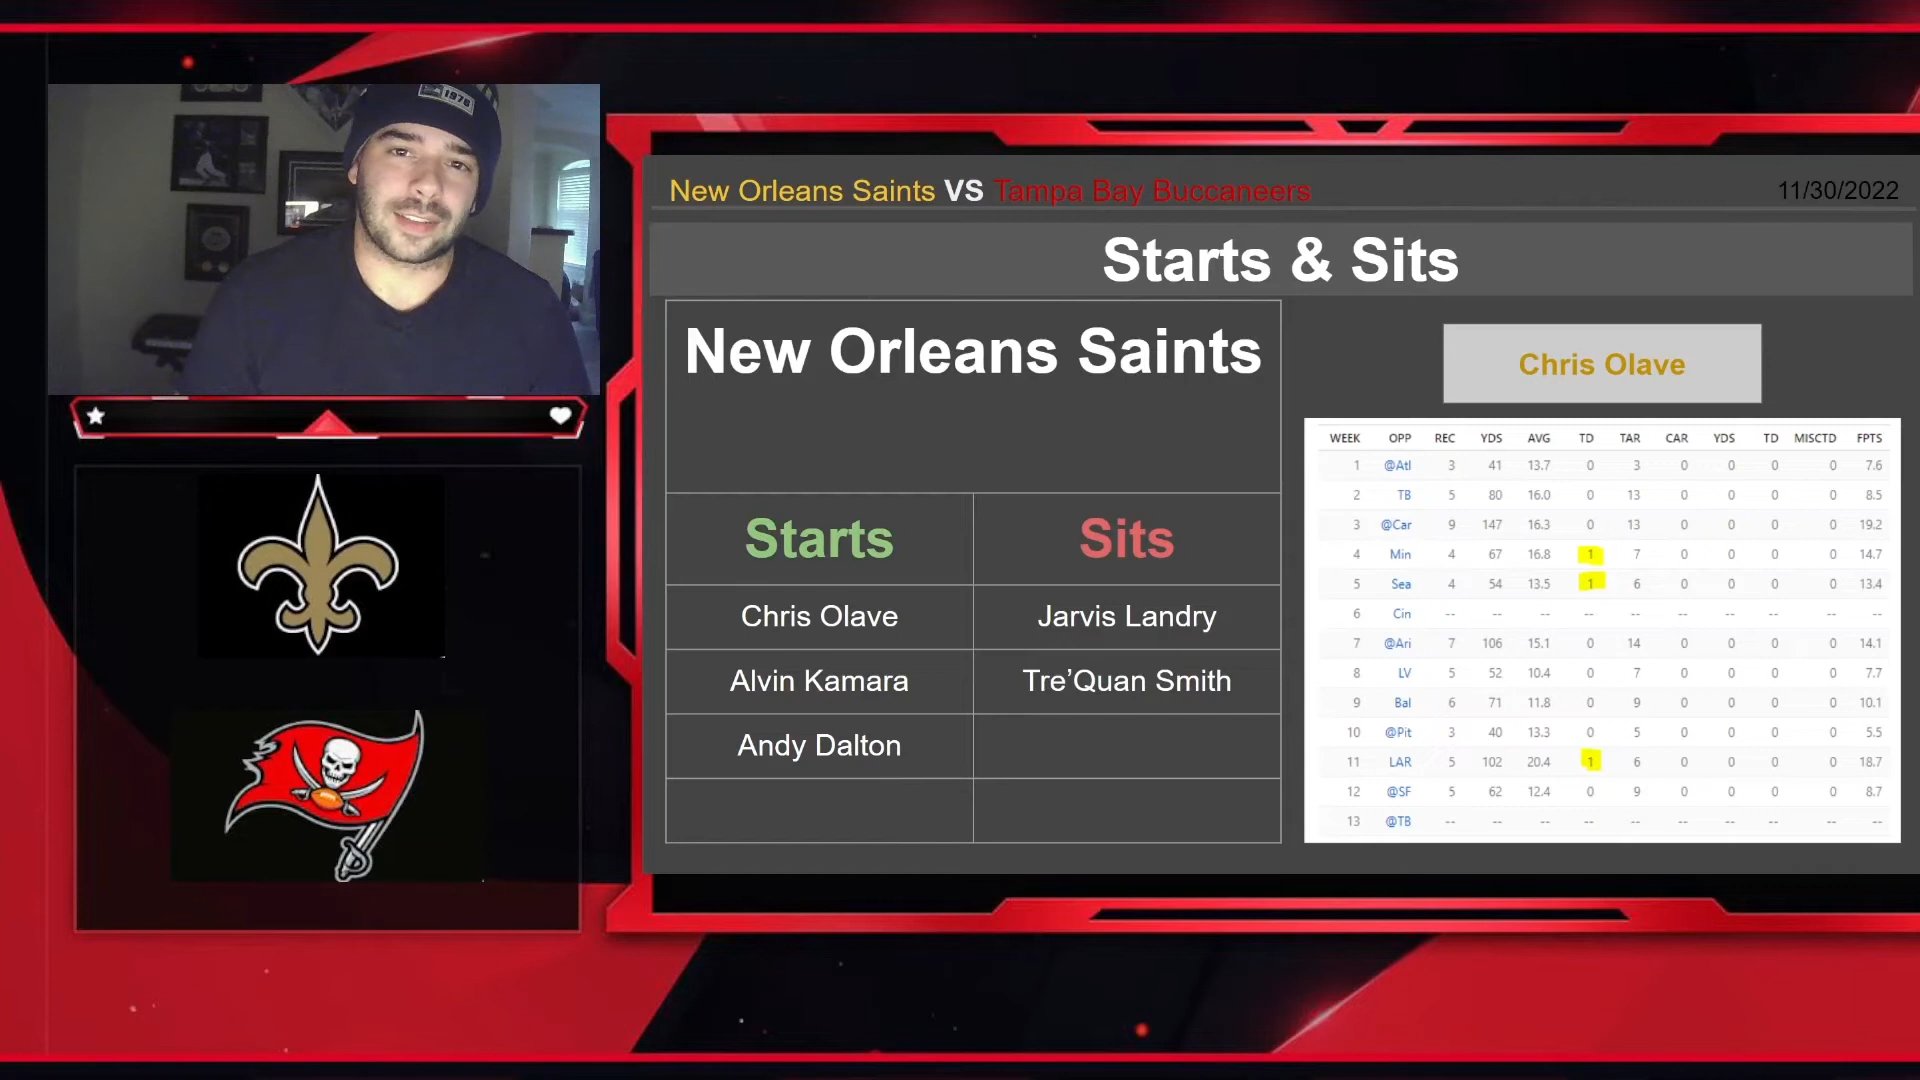 1976
New Orleans Saints VS Tampa Bay Buccaneers
11/30/2022
Starts & Sits
New Orleans Saints
Starts Sits
Chris Olave Jarvis Landry
Alvin Kamara Tre’Quan Smith
Andy Dalton
Chris Olave
WEEK OPP REC YDS AVG TD TAR CAR YDS TD MISCTD FPTS
1 @Atl 3 41 13.7 0 3 0 0 0 0 7.6
2 TB 5 80 16.0 0 13 0 0 0 0 8.5
3 @Car 9 147 16.3 0 13 0 0 0 0 19.2
4 Min 4 67 16.8 1 7 0 0 0 0 14.7
5 Sea 4 54 13.5 1 6 0 0 0 0 13.4
6 Cin -- -- -- -- -- -- -- -- -- --
7 @Ari 7 106 15.1 0 14 0 0 0 0 14.1
8 LV 5 52 10.4 0 7 0 0 0 0 7.7
9 Bal 6 71 11.8 0 9 0 0 0 0 10.1
10 @Pit 3 40 13.3 0 5 0 0 0 0 5.5
11 LAR 5 102 20.4 1 6 0 0 0 0 18.7
12 @SF 5 62 12.4 0 9 0 0 0 0 8.7
13 @TB -- -- -- -- -- -- -- -- -- --